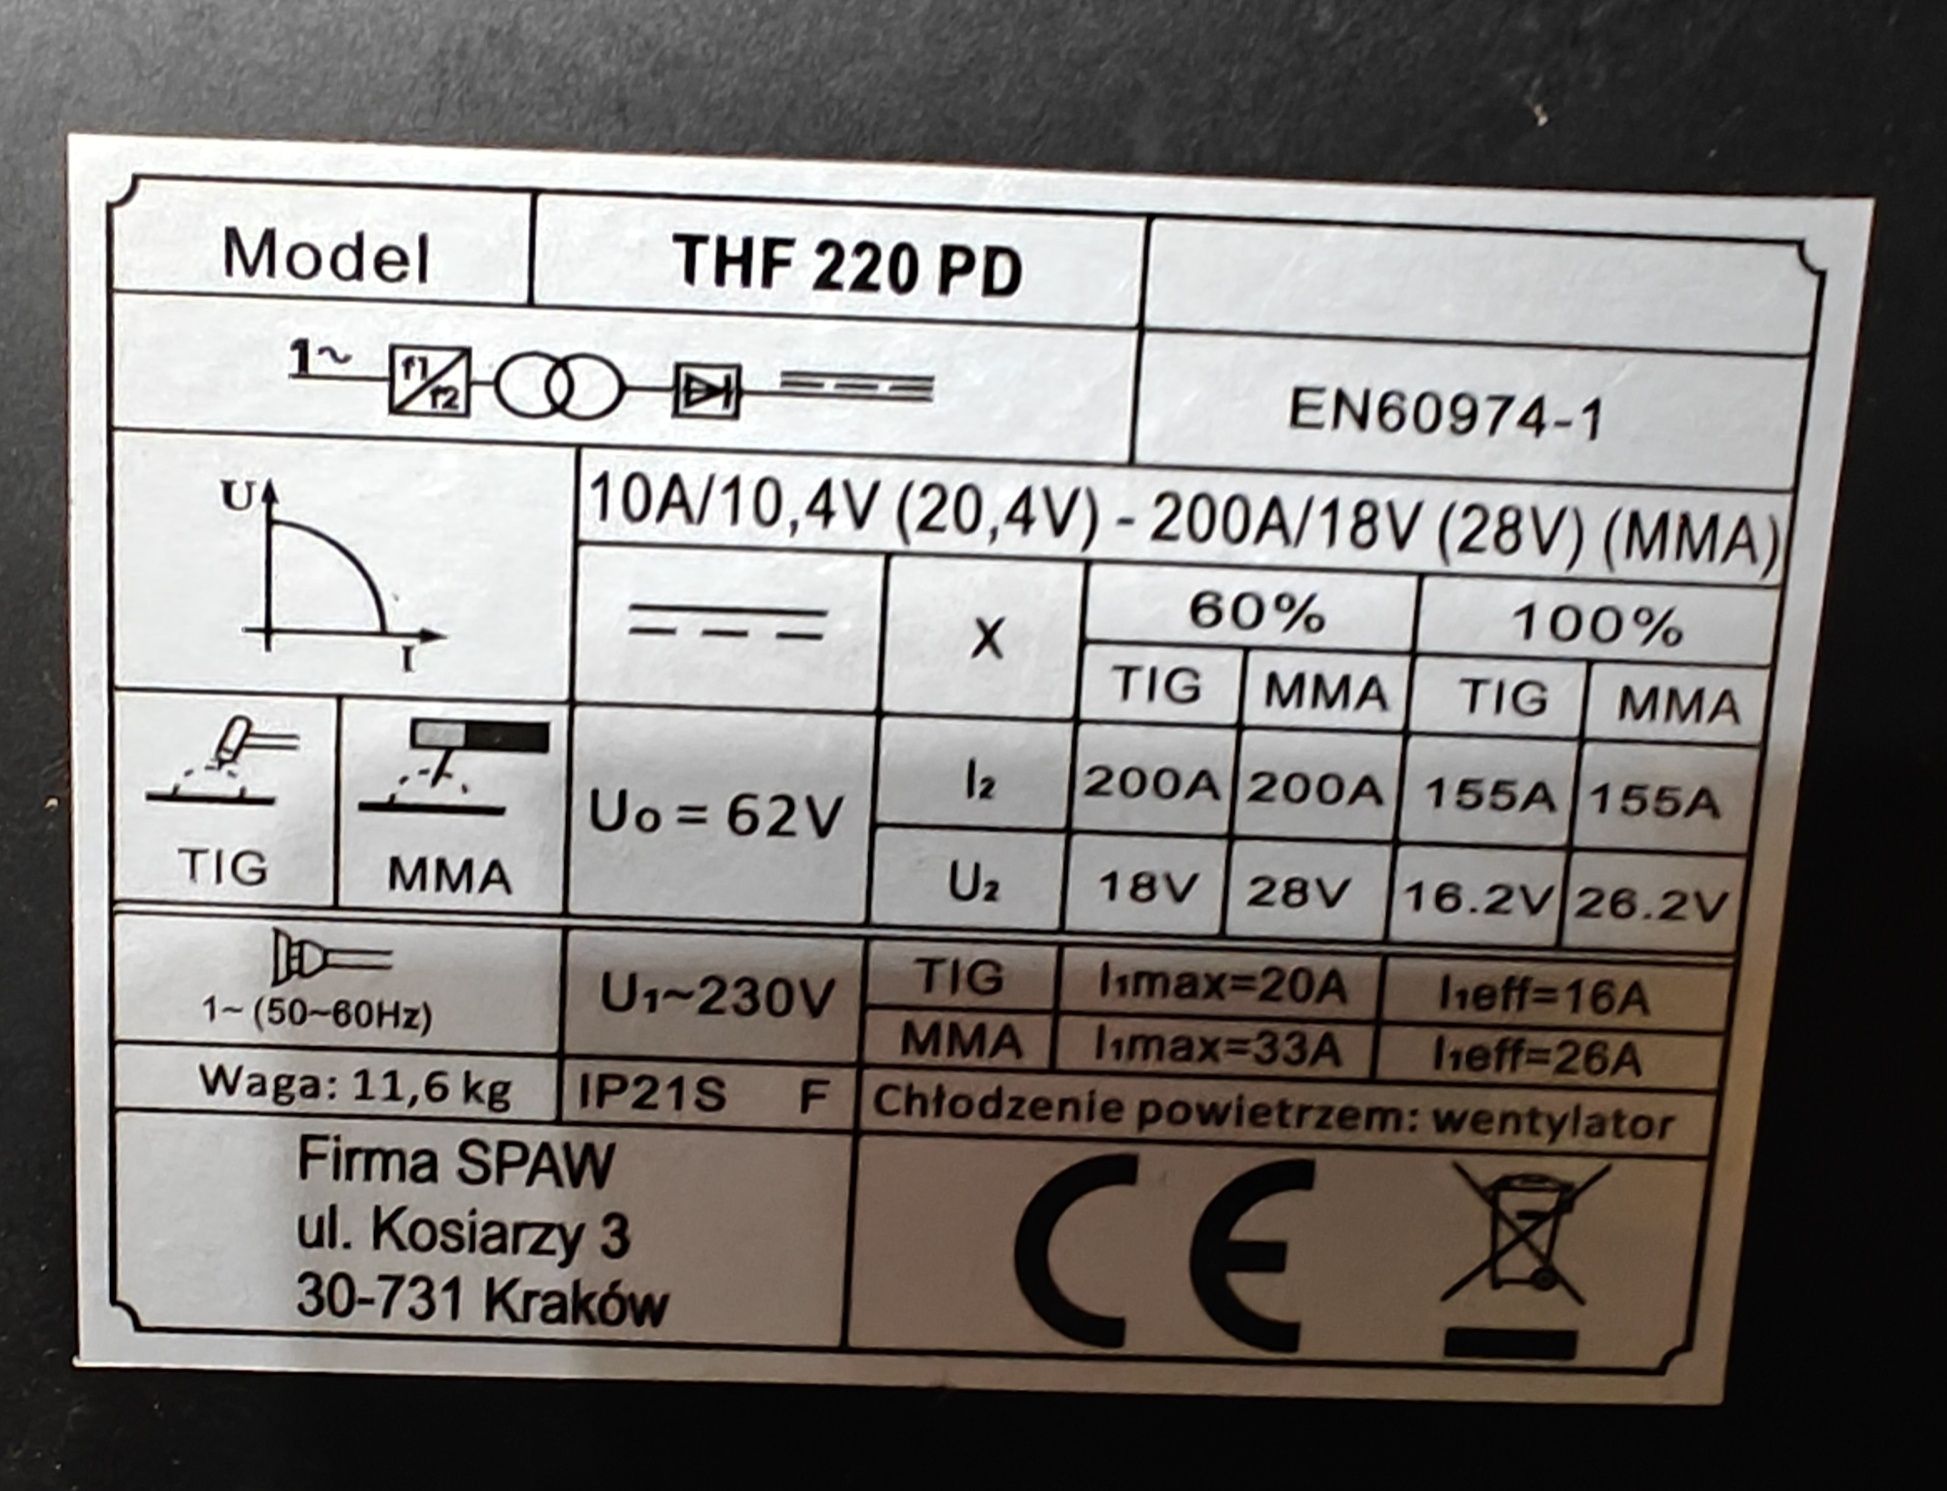 Model THF 220 PD
1~ f1/f2 EN60974-1
U 10A/10,4V (20,4V) - 200A/18V (28V) (MMA)
I X 60% 100%
TIG MMA TIG MMA
I2 200A 200A 155A 155A
TIG MMA Uo = 62V
U2 18V 28V 16.2V 26.2V
1~ (50~60Hz) U1~230V TIG I1max=20A I1eff=16A
MMA I1max=33A I1eff=26A
Waga: 11,6 kg IP21S F Chłodzenie powietrzem: wentylator
Firma SPAW
ul. Kosiarzy 3
30-731 Kraków
CE